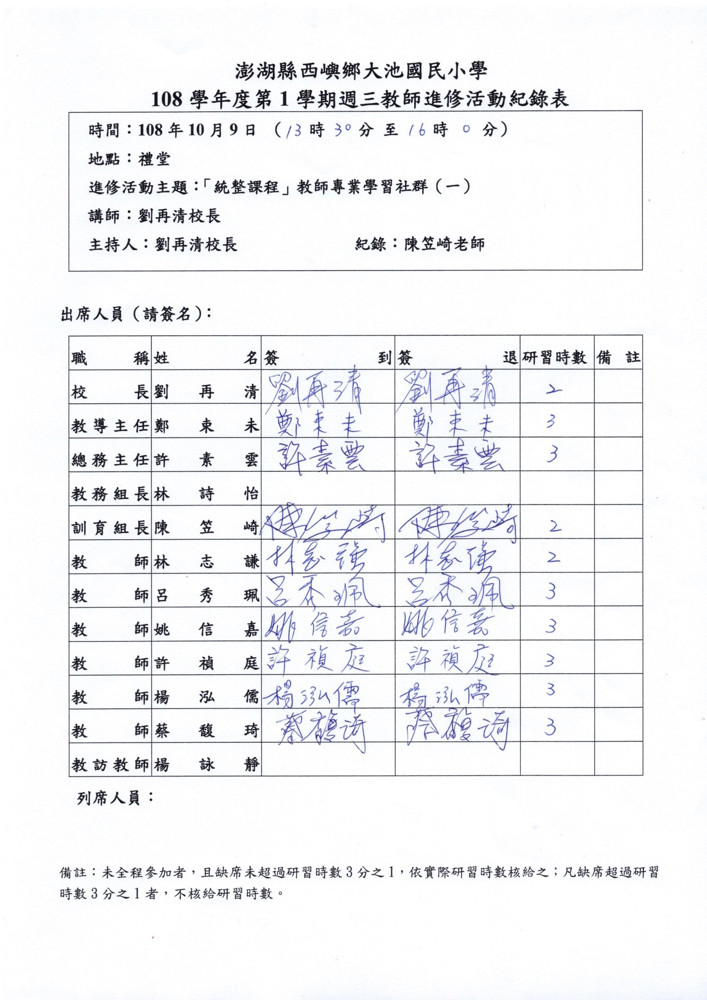 澎湖縣西嶼鄉大池國民小學
108 學年度第 1 學期週三教師進修活動紀錄表
時間：108 年 10 月 9 日 （13 時 30 分 至 16 時 0 分）
地點：禮堂
進修活動主題：「統整課程」教師專業學習社群（一）
講師：劉再清校長
主持人：劉再清校長 紀錄：陳笠崎老師
出席人員（請簽名）：
職稱 姓名 簽到 簽退 研習時數 備註
校長 劉再清 劉再清 劉再清 2
教導主任 鄭束未 鄭束未 鄭束未 3
總務主任 許素雲 許素雲 許素雲 3
教務組長 林詩怡
訓育組長 陳笠崎 陳笠崎 陳笠崎 2
教師 林志謙 林志謙 林志謙 2
教師 呂秀珮 呂秀珮 呂秀珮 3
教師 姚信嘉 姚信嘉 姚信嘉 3
教師 許禎庭 許禎庭 許禎庭 3
教師 楊泓儒 楊泓儒 楊泓儒 3
教師 蔡馥琦 蔡馥琦 蔡馥琦 3
教訪教師 楊詠靜
列席人員：
備註：未全程參加者，且缺席未超過研習時數 3 分之 1，依實際研習時數核給之；凡缺席超過研習
時數 3 分之 1 者，不核給研習時數。